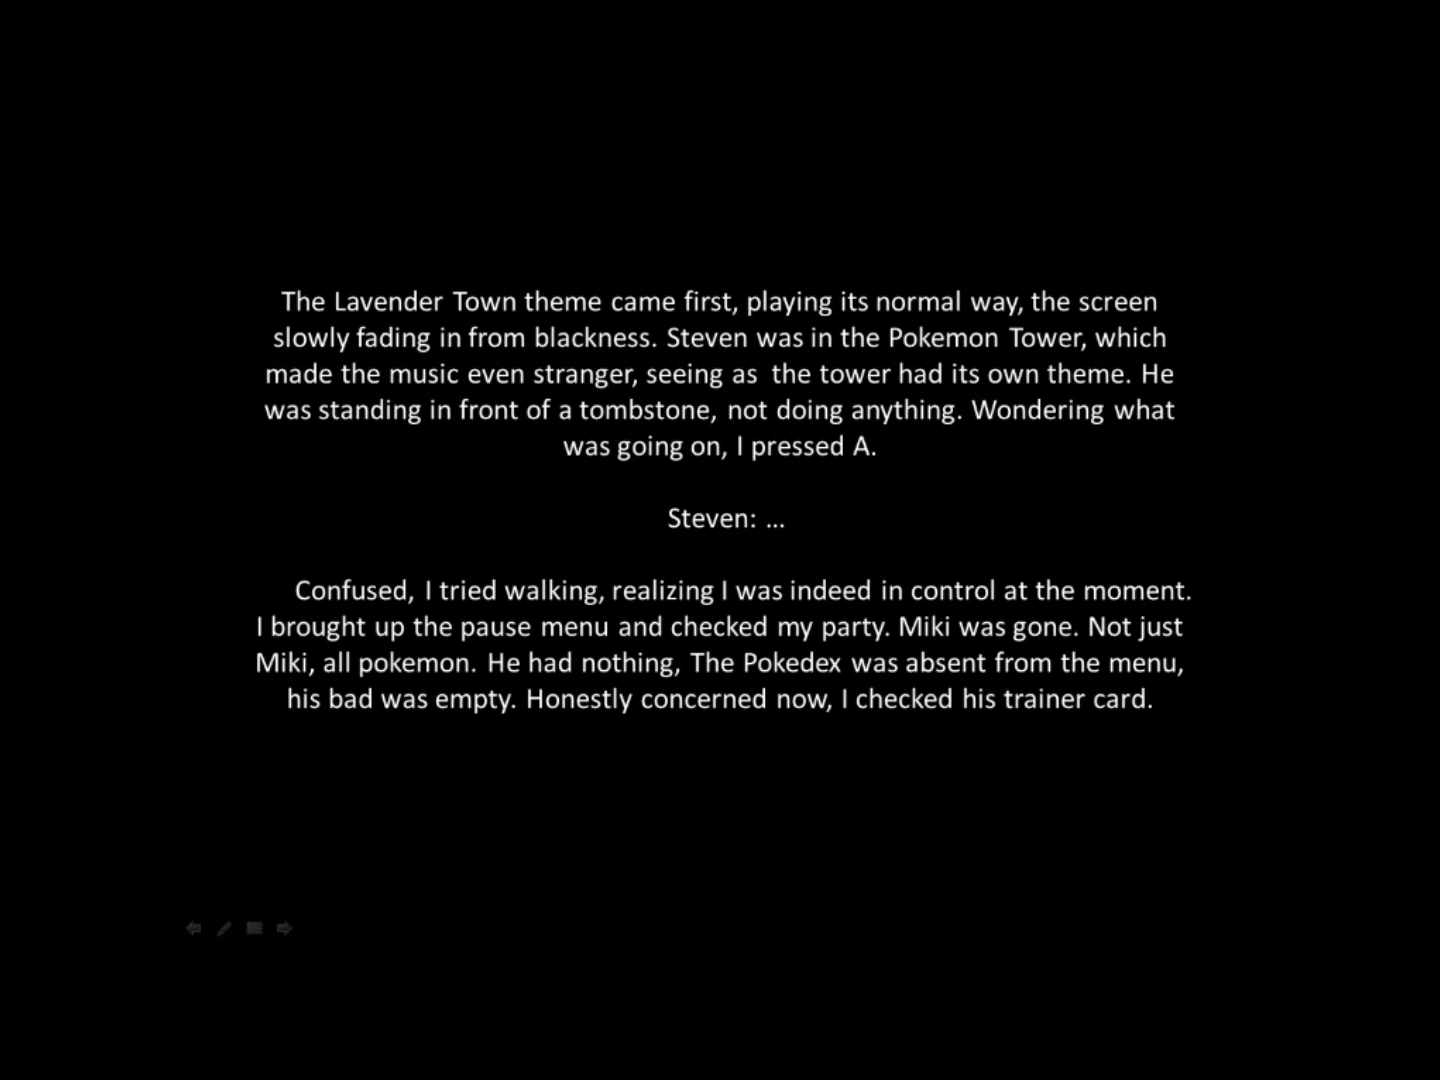 The Lavender Town theme came first, playing its normal way, the screen
slowly fading in from blackness. Steven was in the Pokemon Tower, which
made the music even stranger, seeing as  the tower had its own theme. He
was standing in front of a tombstone, not doing anything. Wondering what
was going on, I pressed A.
Steven: ...
Confused, I tried walking, realizing I was indeed in control at the moment.
I brought up the pause menu and checked my party. Miki was gone. Not just
Miki, all pokemon. He had nothing, The Pokedex was absent from the menu,
his bad was empty. Honestly concerned now, I checked his trainer card.